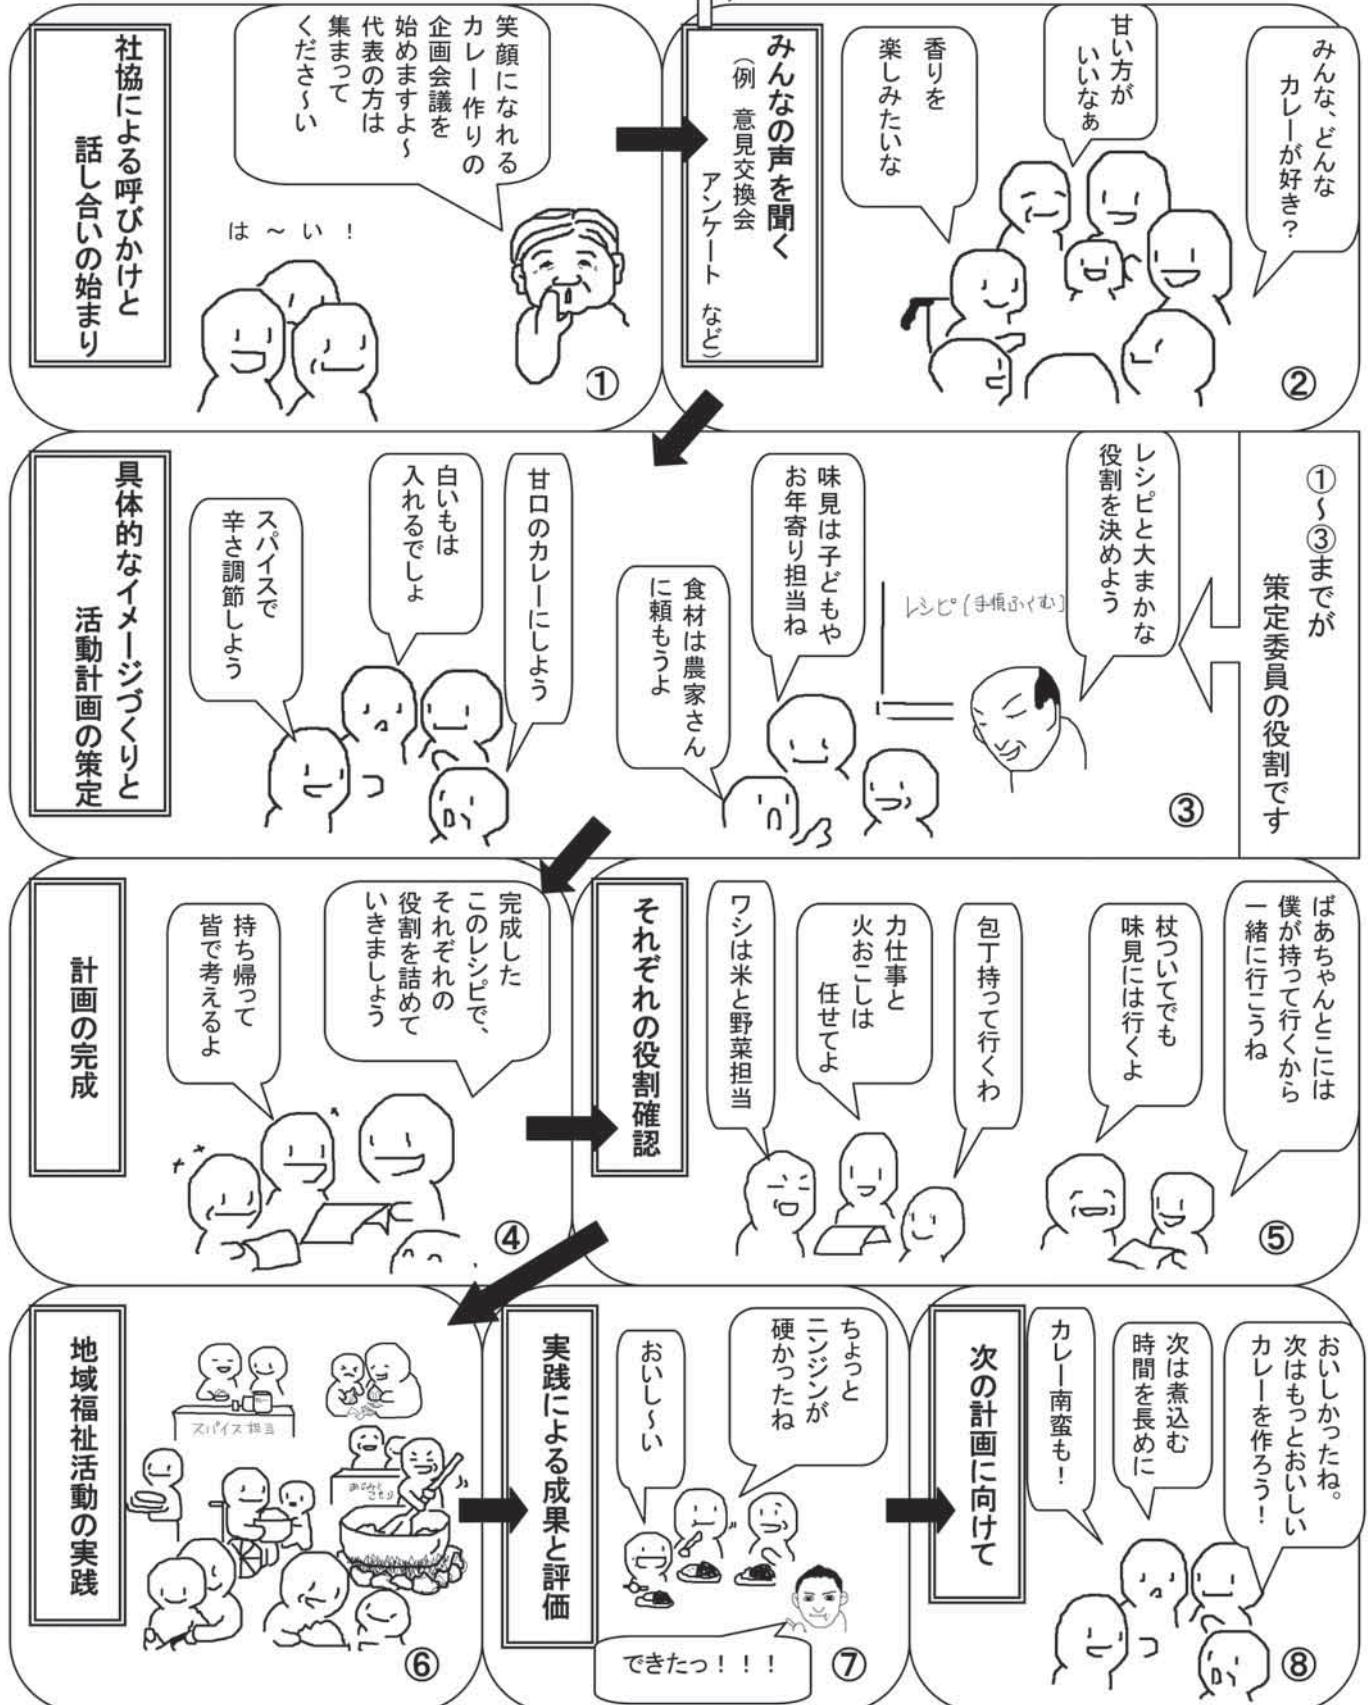 社協による呼びかけと
話し合いの始まり
笑顔になれる
カレー作りの
企画会議を
始めますよ～
代表の方は
集まって
くださ～い
は～い！
①
みんなの声を聞く
（例　意見交換会
アンケート　など）
みんな、どんな
カレーが好き？
甘い方が
いいなぁ
香りを
楽しみたいな
②
①～③までが
策定委員の役割です
具体的なイメージづくりと
活動計画の策定
レシピと大まかな
役割を決めよう
レシピ(手順ふくむ)
味見は子どもや
お年寄り担当ね
食材は農家さん
に頼もうよ
甘口のカレーにしよう
白いもは
入れるでしょ
スパイスで
辛さ調節しよう
③
計画の完成
完成した
このレシピで、
それぞれの
役割を詰めて
いきましょう
持ち帰って
皆で考えるよ
④
それぞれの役割確認
ばあちゃんとこには
僕が持って行くから
一緒に行こうね
杖ついてでも
味見には行くよ
包丁持って行くわ
力仕事と
火おこしは
任せてよ
ワシは米と野菜担当
⑤
地域福祉活動の実践
スパイス担当
⑥
実践による成果と評価
ちょっと
ニンジンが
硬かったね
おいし～い
できたっ！！！
⑦
次の計画に向けて
おいしかったね。
次はもっとおいしい
カレーを作ろう！
次は煮込む
時間を長めに
カレー南蛮も！
⑧